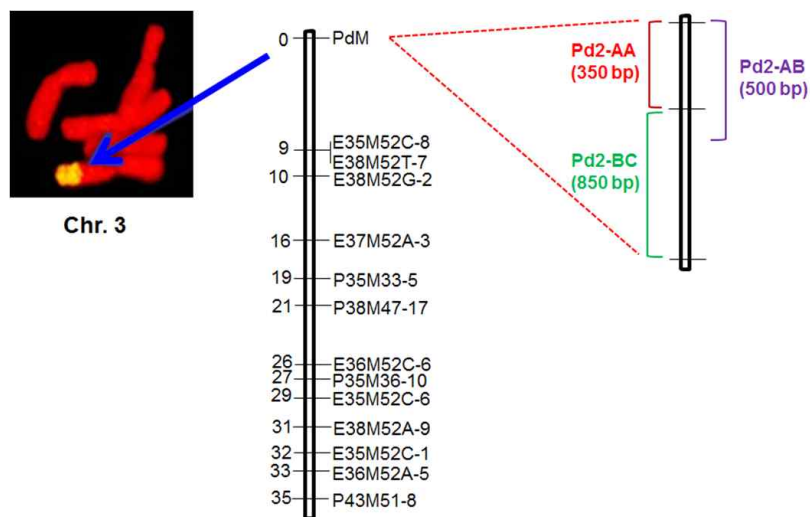 Chr. 3
0 PdM
9 E35M52C-8
E38M52T-7
10 E38M52G-2
16 E37M52A-3
19 P35M33-5
21 P38M47-17
26 E36M52C-6
27 P35M36-10
29 E35M52C-6
31 E38M52A-9
32 E35M52C-1
33 E36M52A-5
35 P43M51-8
Pd2-AA
(350 bp)
Pd2-AB
(500 bp)
Pd2-BC
(850 bp)